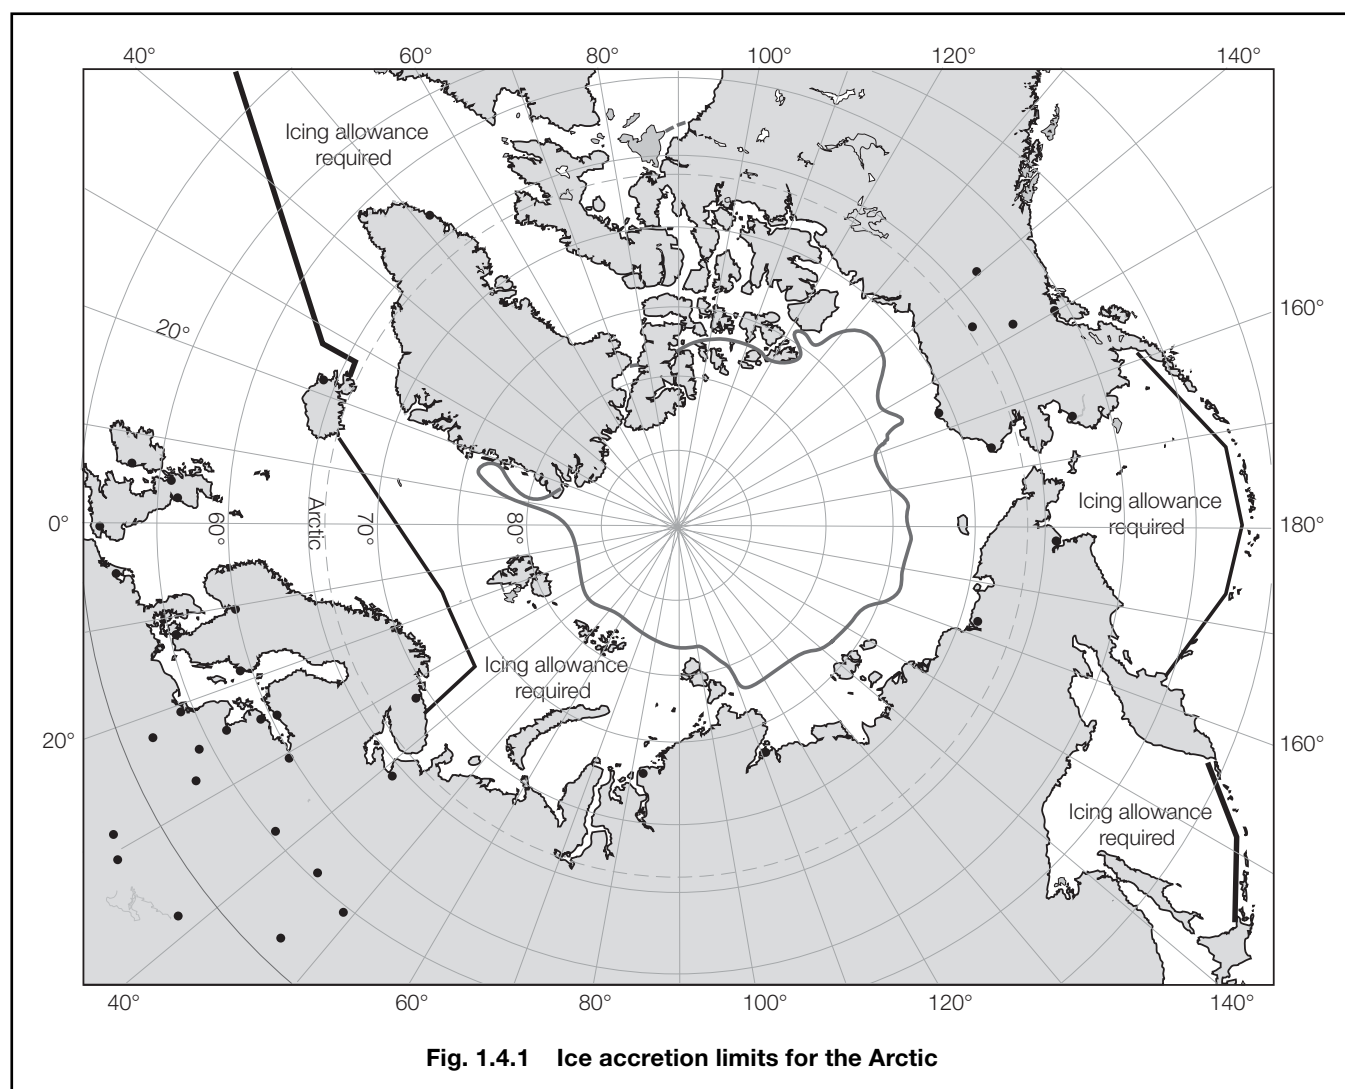 40° 60° 80° 100° 120° 140°
Icing allowance
required
160°
20°
0°
60°
Arctic
70°
80°
Icing allowance
required
180°
Icing allowance
required
20°
160°
Icing allowance
required
40° 60° 80° 100° 120° 140°
Fig. 1.4.1 Ice accretion limits for the Arctic